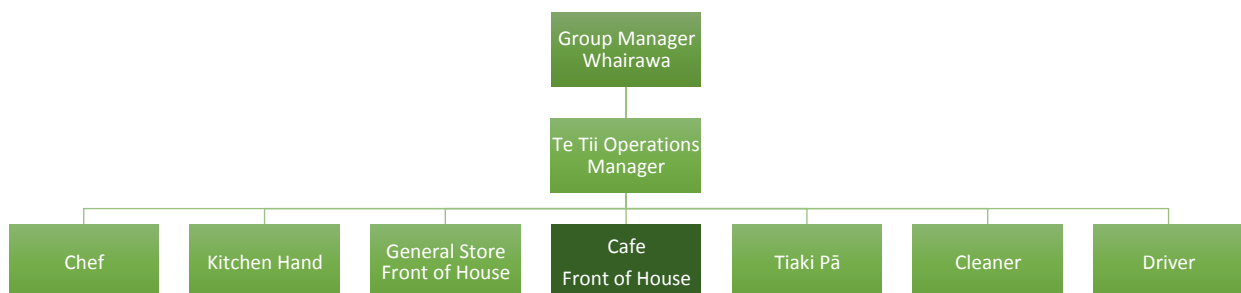 Group Manager
Whairawa
Te Tii Operations
Manager
Chef
Kitchen Hand
General Store
Front of House
Cafe
Front of House
Tiaki Pā
Cleaner
Driver